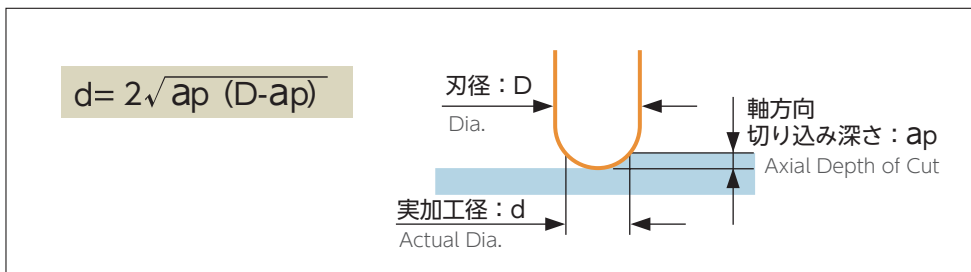 d= 2√ap (D-ap)
刃径：D
Dia.
軸方向
切り込み深さ：ap
Axial Depth of Cut
実加工径：d
Actual Dia.